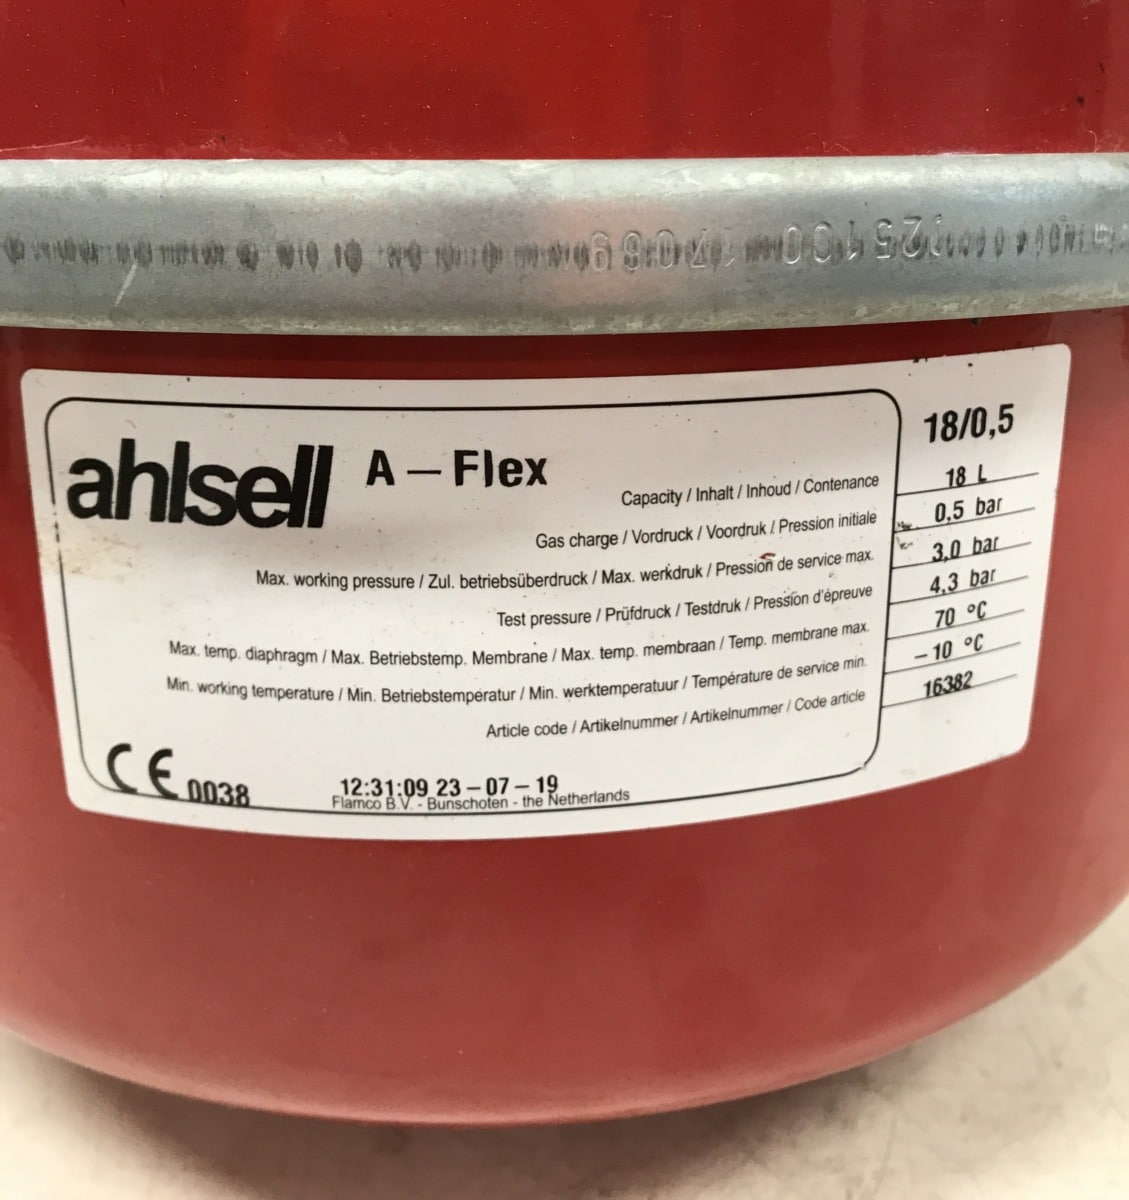 ahlsell A – Flex
18/0,5
Capacity / Inhalt / Inhoud / Contenance 18 L
Gas charge / Vordruck / Voordruk / Pression initiale 0,5 bar
Max. working pressure / Zul. betriebsüberdruck / Max. werkdruk / Pression de service max. 3,0 bar
Test pressure / Prüfdruck / Testdruk / Pression d'épreuve 4,3 bar
Max. temp. diaphragm / Max. Betriebstemp. Membrane / Max. temp. membraan / Temp. membrane max. 70 °C
Min. working temperature / Min. Betriebstemperatur / Min. werktemperatuur / Température de service min. – 10 °C
Article code / Artikelnummer / Artikelnummer / Code article 16382
CE 0038
12:31:09 23 – 07 – 19
Flamco B.V. - Bunschoten - the Netherlands